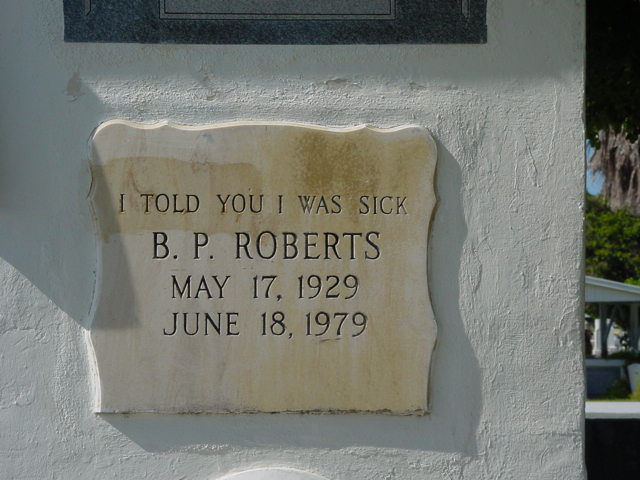 I TOLD YOU I WAS SICK
B. P. ROBERTS
MAY 17, 1929
JUNE 18, 1979